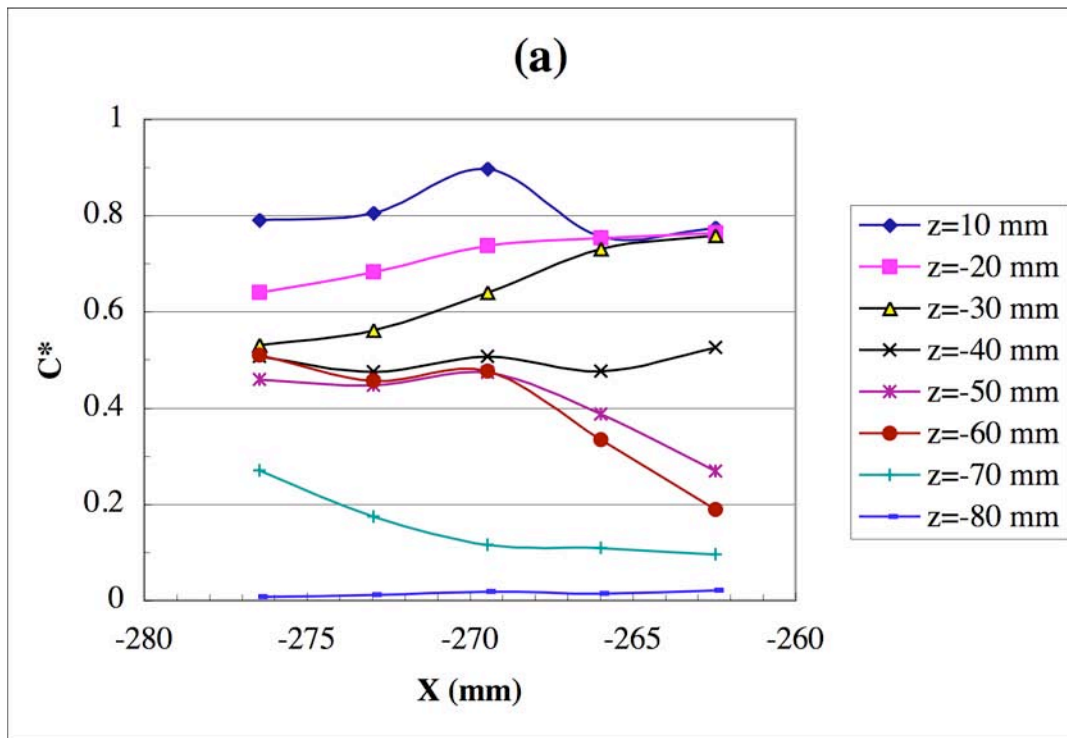 (a)
1
0.8
0.6
0.4
0.2
0
C*
-280
-275
-270
-265
-260
X (mm)
z=10 mm
z=-20 mm
z=-30 mm
z=-40 mm
z=-50 mm
z=-60 mm
z=-70 mm
z=-80 mm